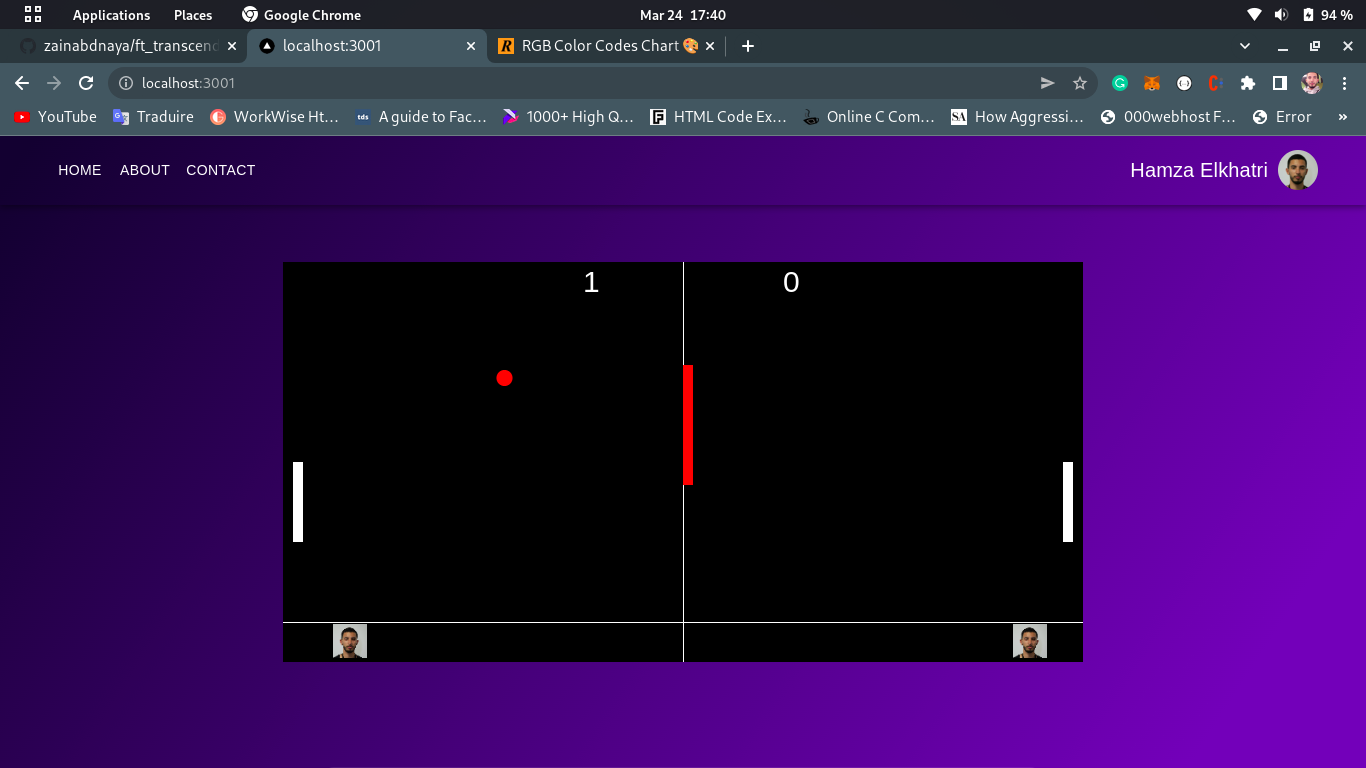 Applications Places Google Chrome Mar 24 17:40 94 %
zainabdnaya/ft_transcend localhost:3001 RGB Color Codes Chart
localhost:3001
YouTube Traduire WorkWise Ht… A guide to Fac… 1000+ High Q… HTML Code Ex… Online C Com… How Aggressi… 000webhost F… Error »
HOME ABOUT CONTACT Hamza Elkhatri
1 0